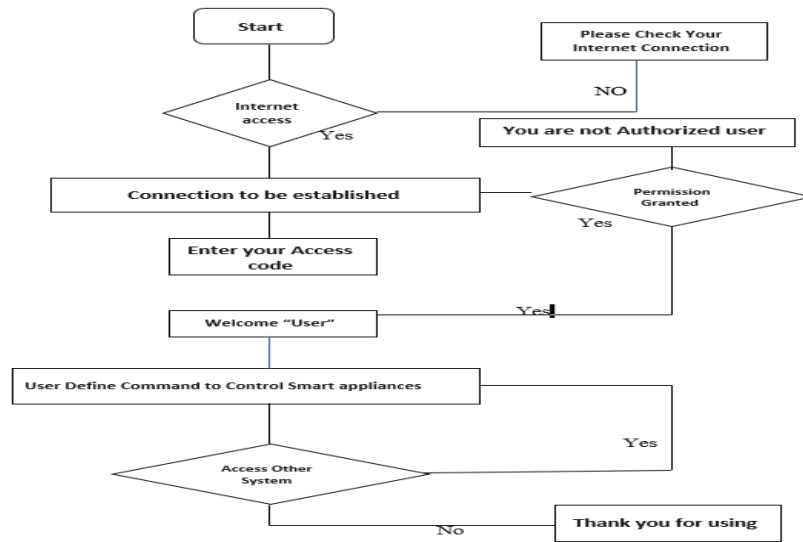 Start
Please Check Your
Internet Connection
Internet
access
NO
Yes
You are not Authorized user
Connection to be established
Permission
Granted
Yes
Enter your Access
code
Yes
Welcome “User”
User Define Command to Control Smart appliances
Yes
Access Other
System
No
Thank you for using